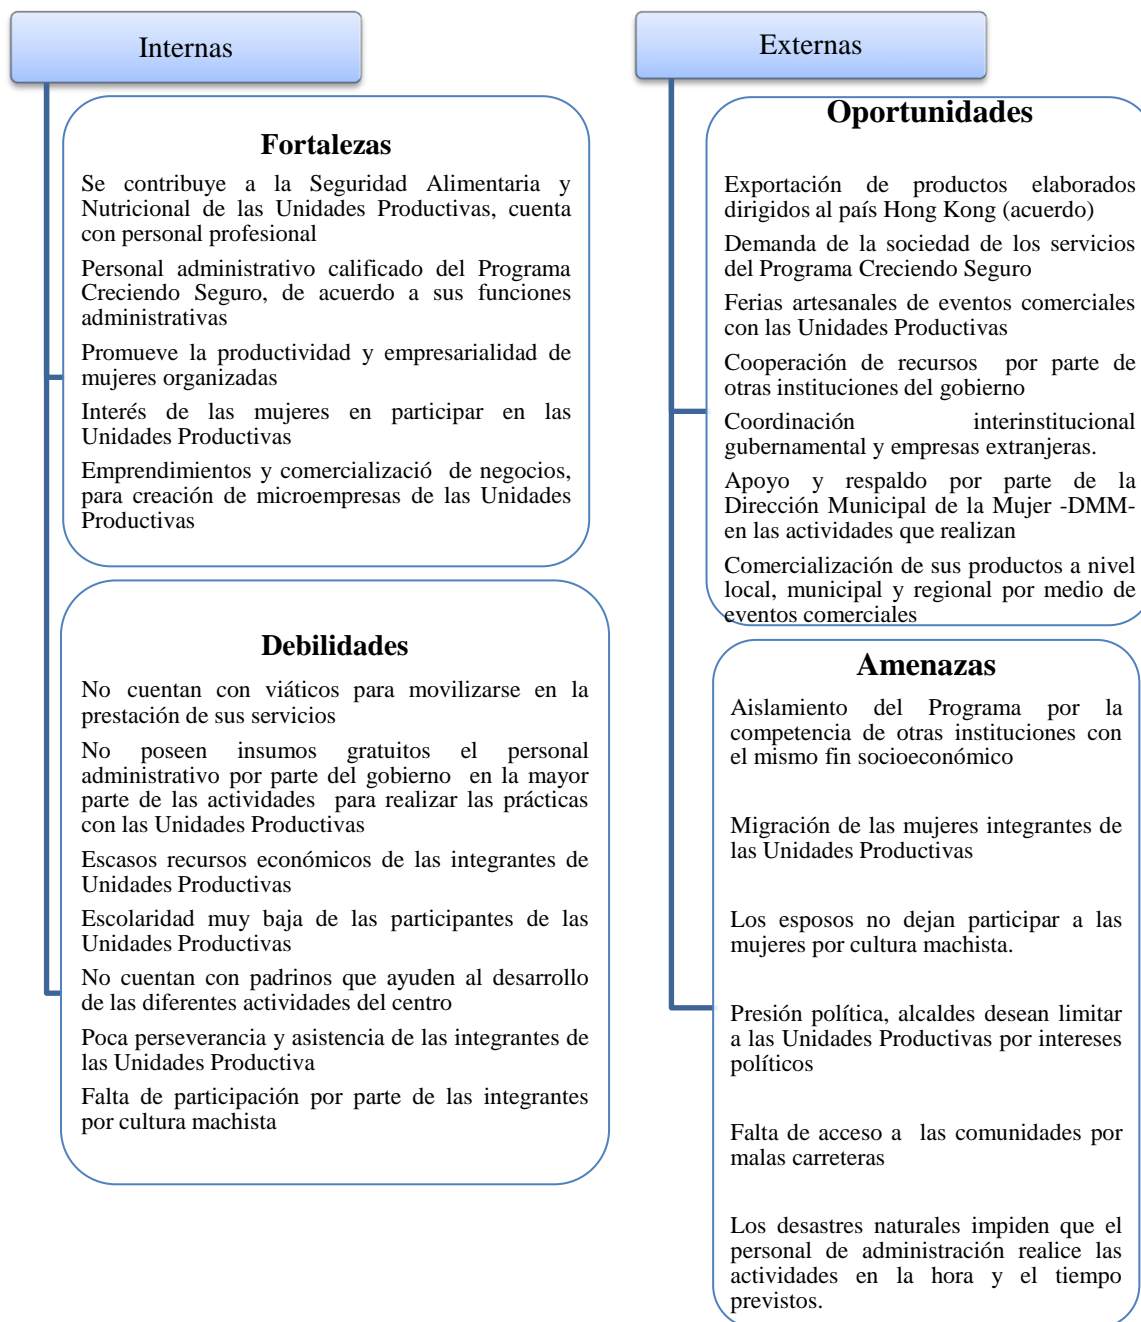 Internas
Fortalezas
Se contribuye a la Seguridad Alimentaria y
Nutricional de las Unidades Productivas, cuenta
con personal profesional
Personal administrativo calificado del Programa
Creciendo Seguro, de acuerdo a sus funciones
administrativas
Promueve la productividad y empresarialidad de
mujeres organizadas
Interés de las mujeres en participar en las
Unidades Productivas
Emprendimientos y comercializació de negocios,
para creación de microempresas de las Unidades
Productivas
Debilidades
No cuentan con viáticos para movilizarse en la
prestación de sus servicios
No poseen insumos gratuitos el personal
administrativo por parte del gobierno en la mayor
parte de las actividades para realizar las prácticas
con las Unidades Productivas
Escasos recursos económicos de las integrantes de
Unidades Productivas
Escolaridad muy baja de las participantes de las
Unidades Productivas
No cuentan con padrinos que ayuden al desarrollo
de las diferentes actividades del centro
Poca perseverancia y asistencia de las integrantes de
las Unidades Productiva
Falta de participación por parte de las integrantes
por cultura machista
Externas
Oportunidades
Exportación de productos elaborados
dirigidos al país Hong Kong (acuerdo)
Demanda de la sociedad de los servicios
del Programa Creciendo Seguro
Ferias artesanales de eventos comerciales
con las Unidades Productivas
Cooperación de recursos por parte de
otras instituciones del gobierno
Coordinación interinstitucional
gubernamental y empresas extranjeras.
Apoyo y respaldo por parte de la
Dirección Municipal de la Mujer -DMM-
en las actividades que realizan
Comercialización de sus productos a nivel
local, municipal y regional por medio de
eventos comerciales
Amenazas
Aislamiento del Programa por la
competencia de otras instituciones con
el mismo fin socioeconómico
Migración de las mujeres integrantes de
las Unidades Productivas
Los esposos no dejan participar a las
mujeres por cultura machista.
Presión política, alcaldes desean limitar
a las Unidades Productivas por intereses
políticos
Falta de acceso a las comunidades por
malas carreteras
Los desastres naturales impiden que el
personal de administración realice las
actividades en la hora y el tiempo
previstos.